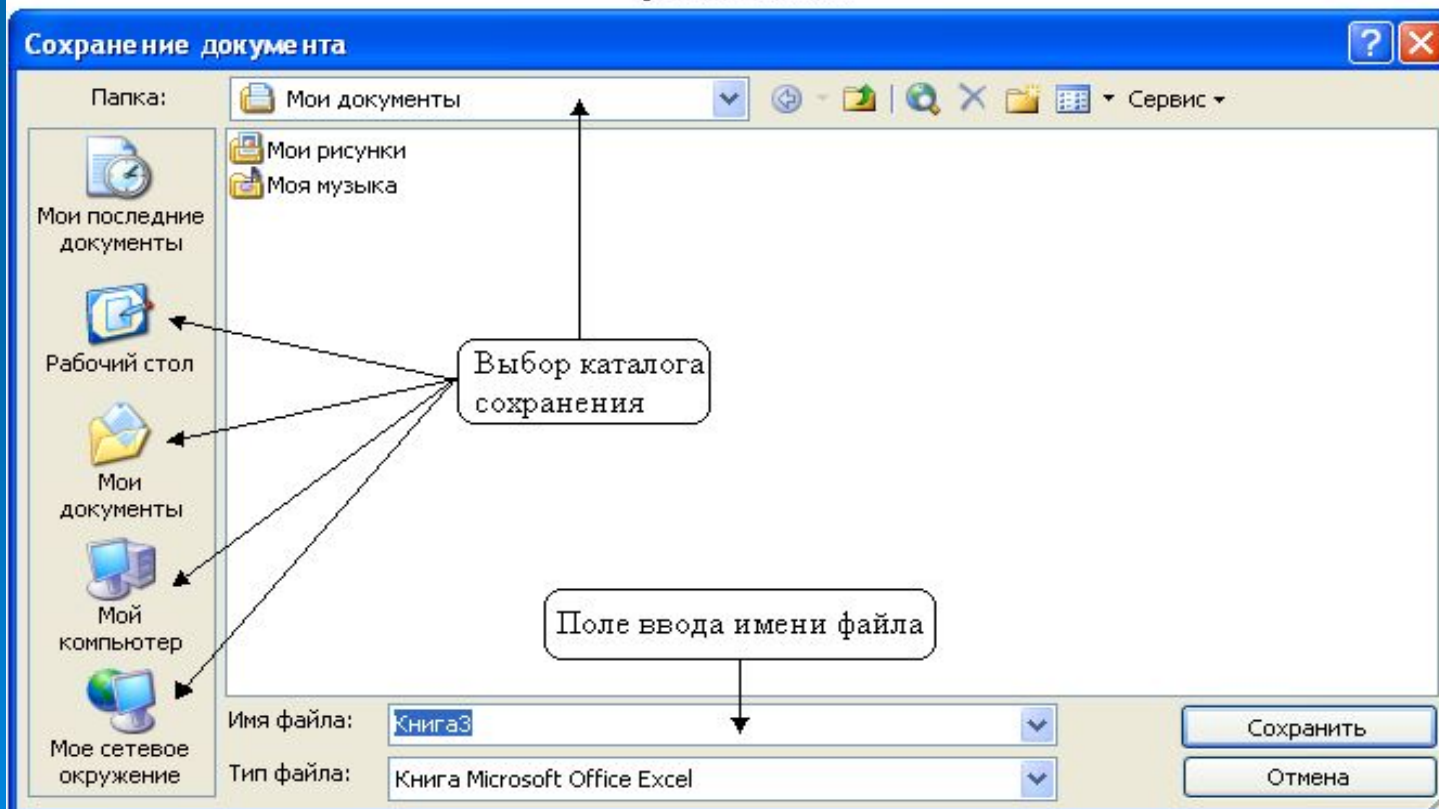 Сохранение документа
Папка:
Мои документы
Сервис
Мои рисунки
Моя музыка
Мои последние
документы
Рабочий стол
Мои
документы
Мой
компьютер
Мое сетевое
окружение
Выбор каталога
сохранения
Поле ввода имени файла
Имя файла:
Книга3
Сохранить
Тип файла:
Книга Microsoft Office Excel
Отмена